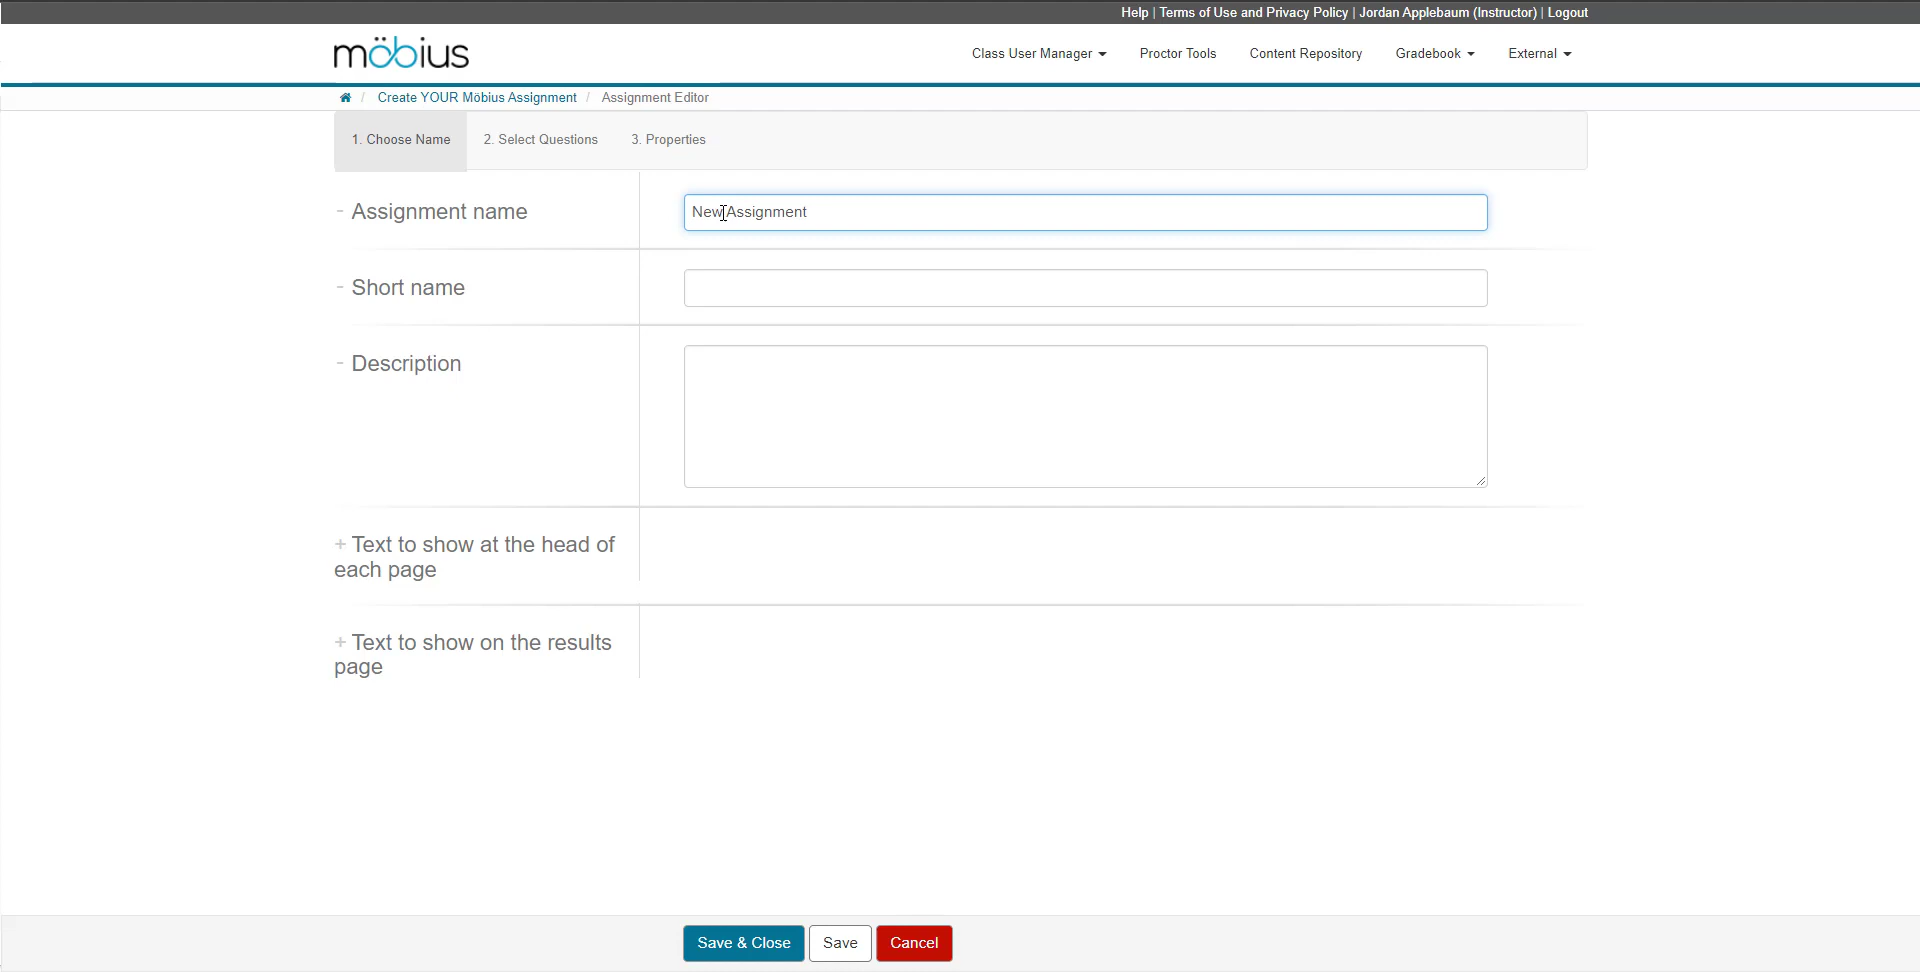 Help | Terms of Use and Privacy Policy | Jordan Applebaum (Instructor) | Logout
möbius
Class User Manager Proctor Tools Content Repository Gradebook External
/ Create YOUR Möbius Assignment / Assignment Editor
1. Choose Name 2. Select Questions 3. Properties
- Assignment name
New Assignment
- Short name
- Description
+ Text to show at the head of
each page
+ Text to show on the results
page
Save & Close Save Cancel